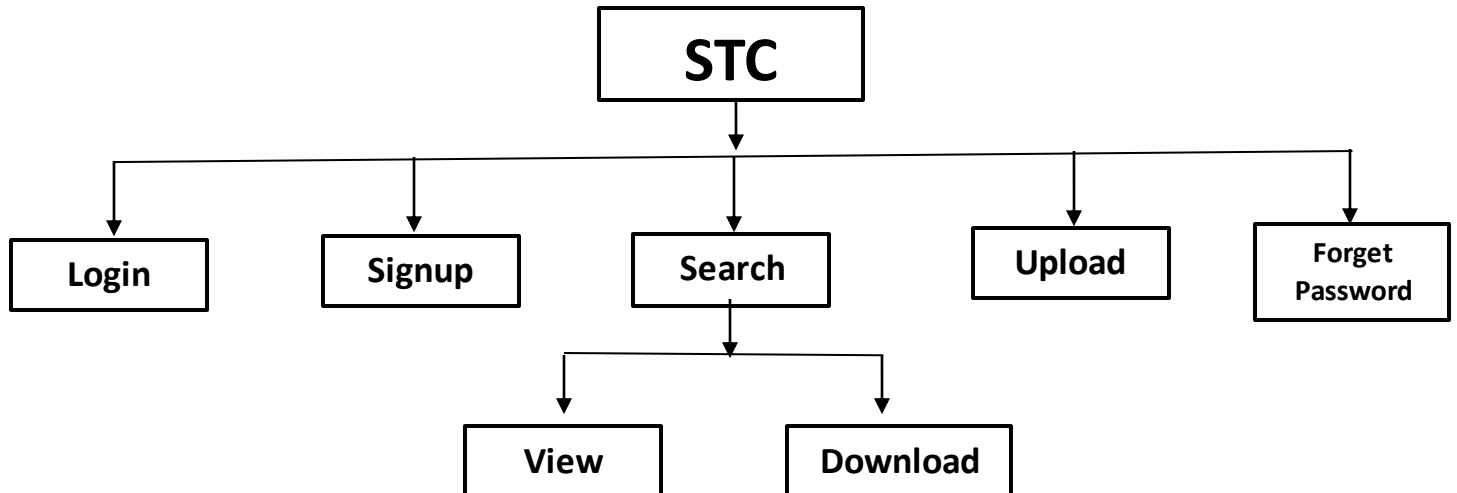 STC
Login
Signup
Search
Upload
Forget
Password
View
Download